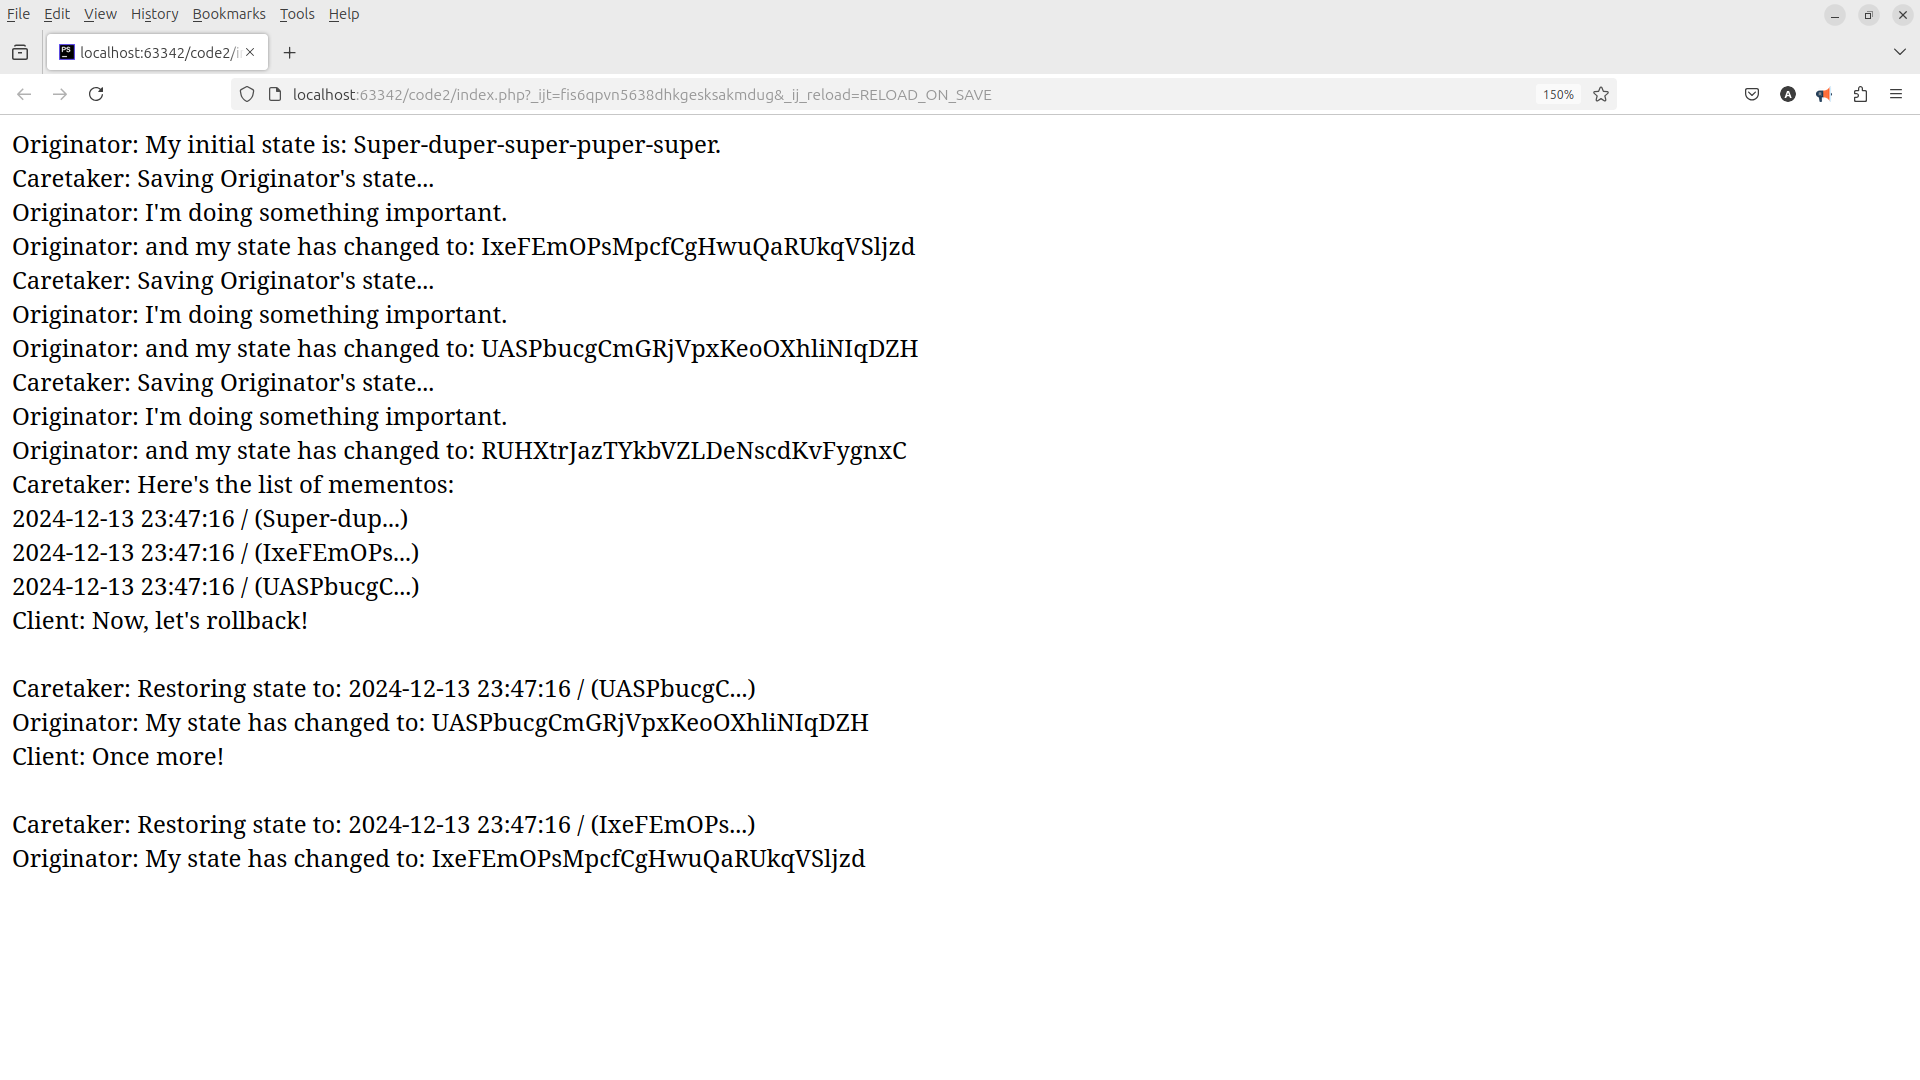 File Edit View History Bookmarks Tools Help
localhost:63342/code2/i
localhost:63342/code2/index.php?_ijt=fis6qpvn5638dhkgesksakmdug&_ij_reload=RELOAD_ON_SAVE 150%
Originator: My initial state is: Super-duper-super-puper-super.
Caretaker: Saving Originator's state...
Originator: I'm doing something important.
Originator: and my state has changed to: IxeFEmOPsMpcfCgHwuQaRUkqVSljzd
Caretaker: Saving Originator's state...
Originator: I'm doing something important.
Originator: and my state has changed to: UASPbucgCmGRjVpxKeoOXhliNIqDZH
Caretaker: Saving Originator's state...
Originator: I'm doing something important.
Originator: and my state has changed to: RUHXtrJazTYkbVZLDeNscdKvFygnxC
Caretaker: Here's the list of mementos:
2024-12-13 23:47:16 / (Super-dup...)
2024-12-13 23:47:16 / (IxeFEmOPs...)
2024-12-13 23:47:16 / (UASPbucgC...)
Client: Now, let's rollback!
Caretaker: Restoring state to: 2024-12-13 23:47:16 / (UASPbucgC...)
Originator: My state has changed to: UASPbucgCmGRjVpxKeoOXhliNIqDZH
Client: Once more!
Caretaker: Restoring state to: 2024-12-13 23:47:16 / (IxeFEmOPs...)
Originator: My state has changed to: IxeFEmOPsMpcfCgHwuQaRUkqVSljzd